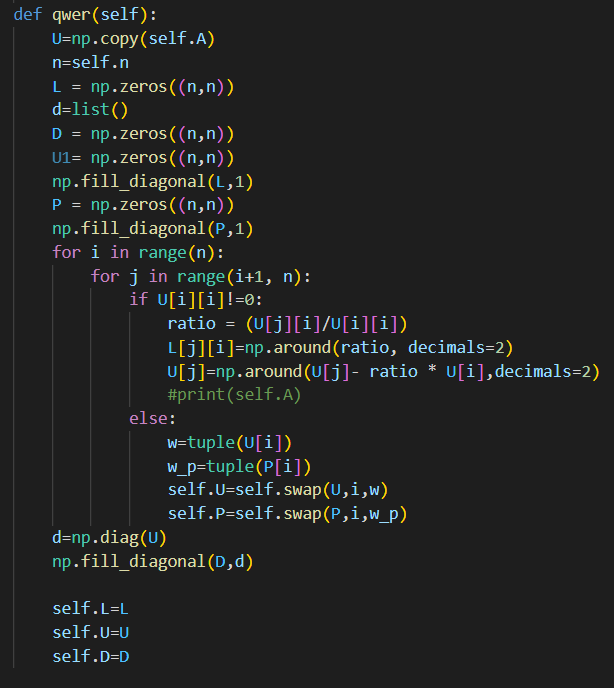 def qwer(self):
    U=np.copy(self.A)
    n=self.n
    L = np.zeros((n,n))
    d=list()
    D = np.zeros((n,n))
    U1= np.zeros((n,n))
    np.fill_diagonal(L,1)
    P = np.zeros((n,n))
    np.fill_diagonal(P,1)
    for i in range(n):
        for j in range(i+1, n):
            if U[i][i]!=0:
                ratio = (U[j][i]/U[i][i])
                L[j][i]=np.around(ratio, decimals=2)
                U[j]=np.around(U[j]- ratio * U[i],decimals=2)
                #print(self.A)
            else:
                w=tuple(U[i])
                w_p=tuple(P[i])
                self.U=self.swap(U,i,w)
                self.P=self.swap(P,i,w_p)
    d=np.diag(U)
    np.fill_diagonal(D,d)

    self.L=L
    self.U=U
    self.D=D